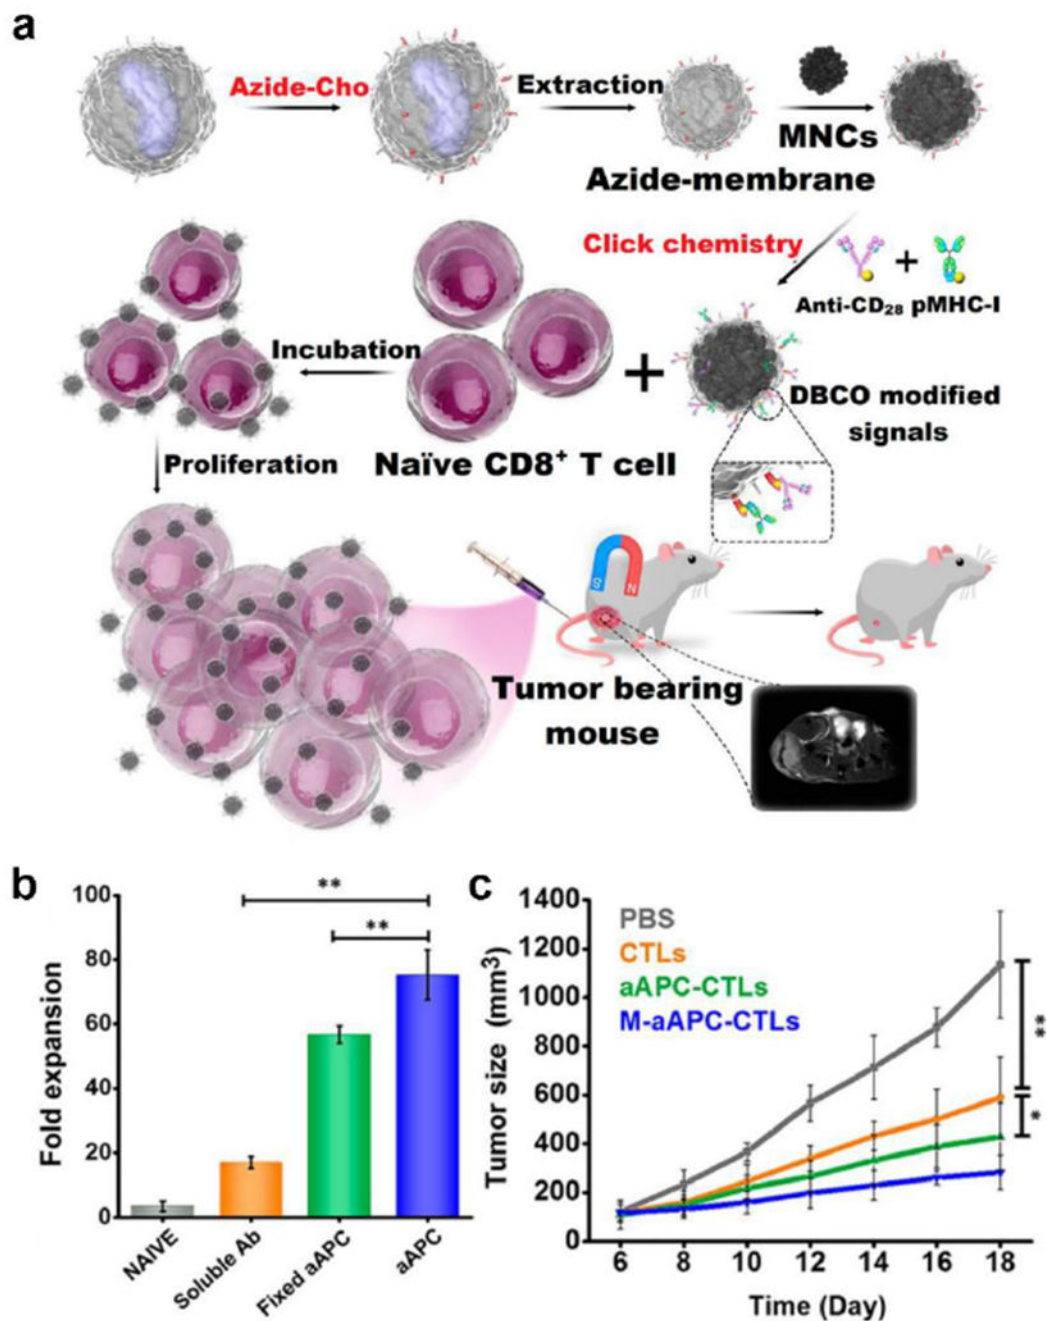 a
Azide-Cho
Extraction
MNCs
Azide-membrane
Click chemistry
+
Anti-CD₂₈ pMHC-I
Incubation
+
DBCO modified
signals
Naïve CD8⁺ T cell
Proliferation
S N
Tumor bearing
mouse
b
Fold expansion
100
80
60
40
20
0
**
**
NAIVE
Soluble Ab
Fixed aAPC
aAPC
c
Tumor size (mm³)
1400
1200
1000
800
600
400
200
0
PBS
CTLs
aAPC-CTLs
M-aAPC-CTLs
**
*
6 8 10 12 14 16 18
Time (Day)